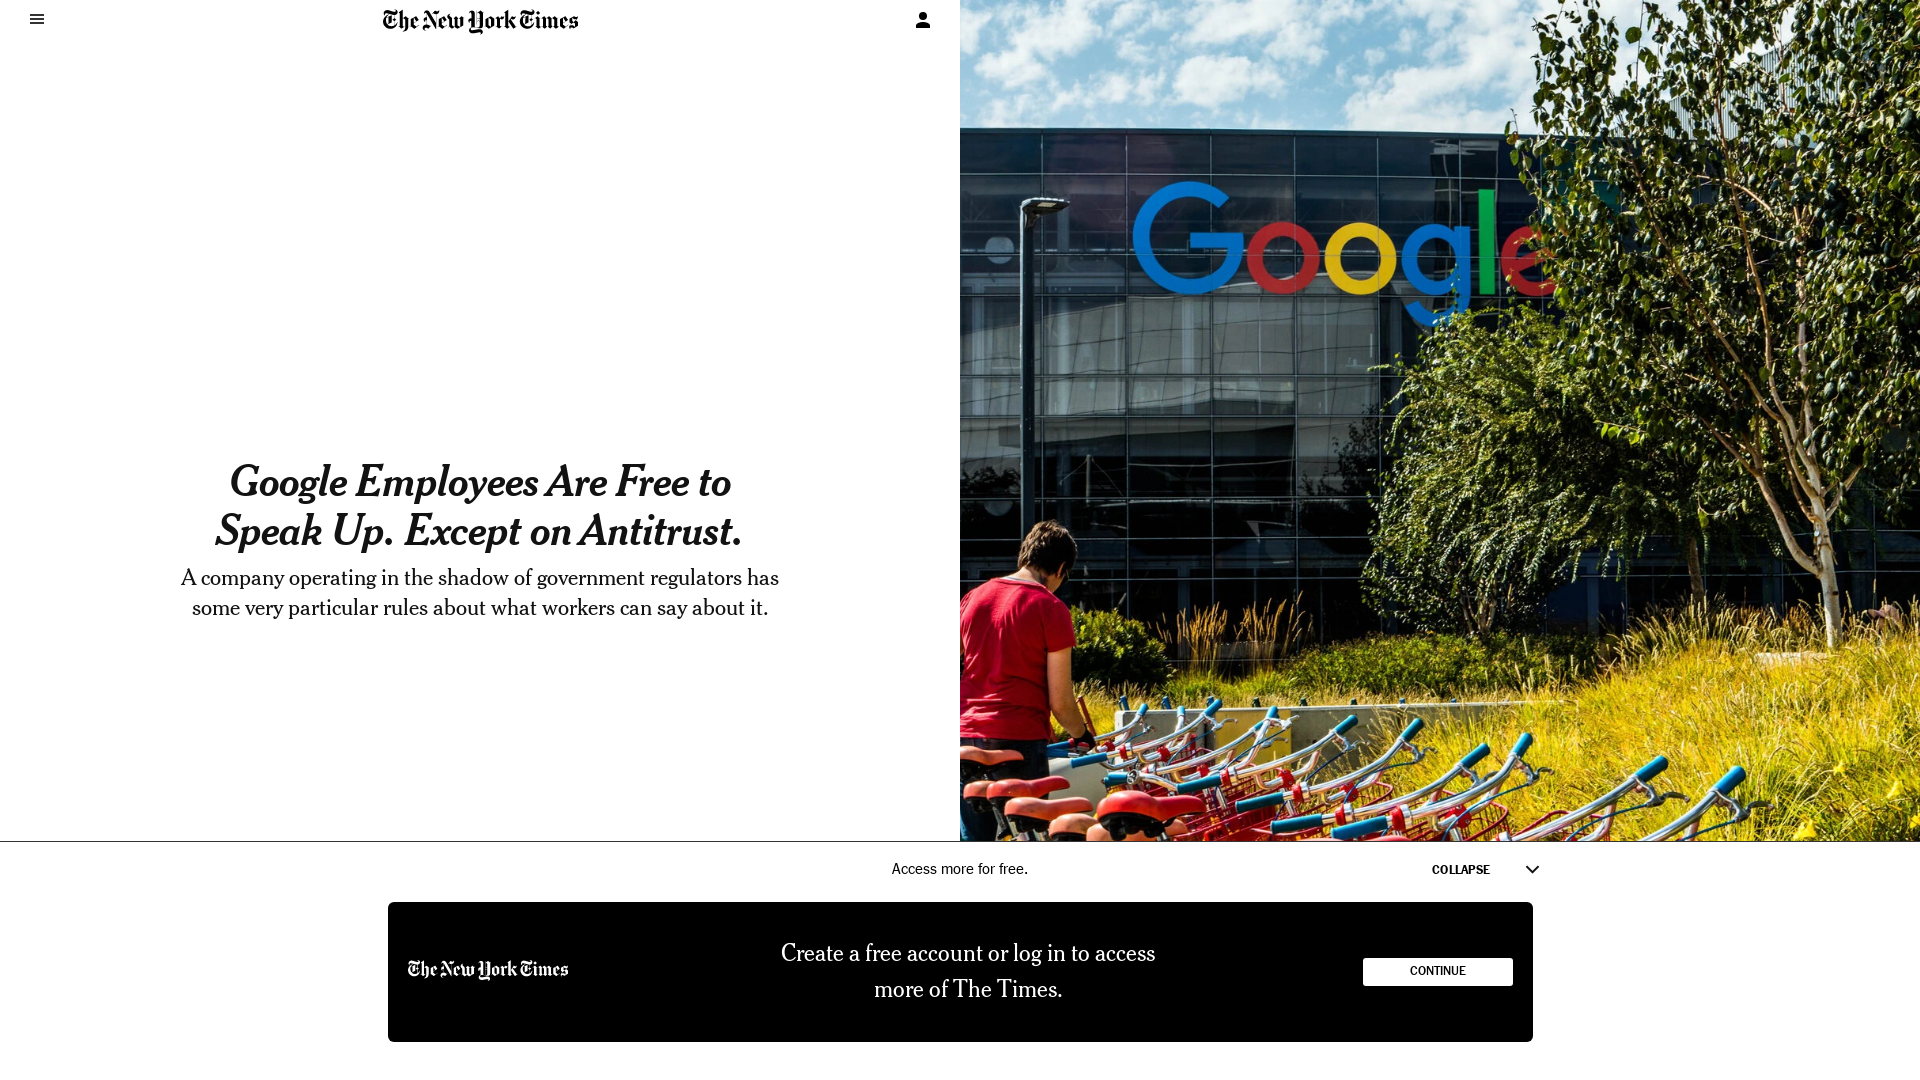 The New York Times
Google
Google Employees Are Free to
Speak Up. Except on Antitrust.
A company operating in the shadow of government regulators has
some very particular rules about what workers can say about it.
Access more for free.
COLLAPSE
The New York Times
Create a free account or log in to access
more of The Times.
CONTINUE